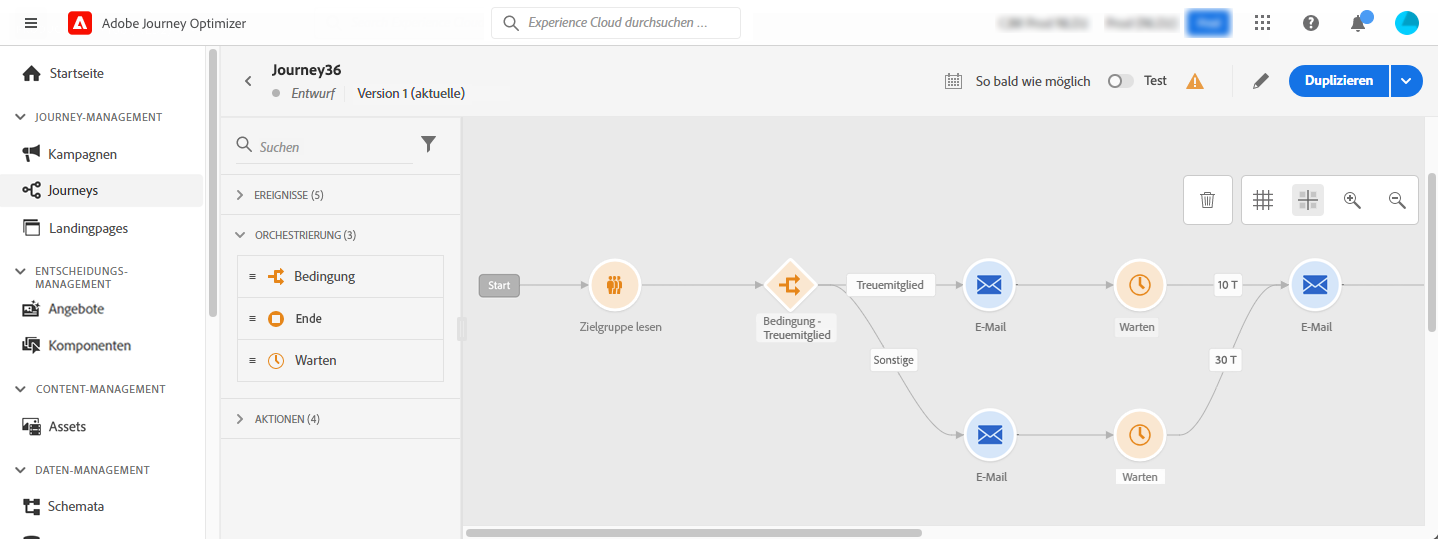 Adobe Journey Optimizer
Experience Cloud durchsuchen ...
Startseite
JOURNEY-MANAGEMENT
Kampagnen
Journeys
Landingpages
ENTSCHEIDUNGS-
MANAGEMENT
Angebote
Komponenten
CONTENT-MANAGEMENT
Assets
DATEN-MANAGEMENT
Schemata
Journey36
Entwurf
Version 1 (aktuelle)
So bald wie möglich
Test
Duplizieren
Suchen
EREIGNISSE (5)
ORCHESTRIERUNG (3)
Bedingung
Ende
Warten
AKTIONEN (4)
Start
Zielgruppe lesen
Bedingung -
Treuemitglied
Treuemitglied
E-Mail
Warten
10 T
E-Mail
Sonstige
30 T
E-Mail
Warten